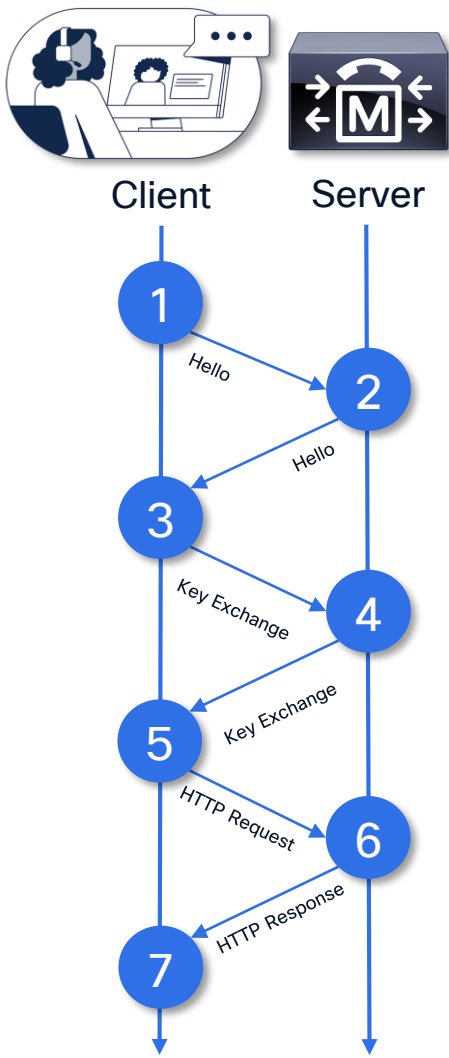 M
Client
Server
1
Hello
2
Hello
3
Key Exchange
4
Key Exchange
5
HTTP Request
6
HTTP Response
7